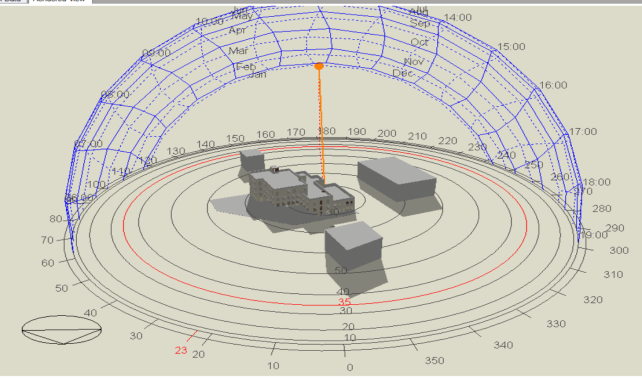 Rendered View
10:00 May Aug 14:00
Apr Sep
09:00 Mar Oct 15:00
Feb Nov
Jan Dec 16:00
08:00
17:00
07:00 120 130 140 150 160 170 180 190 200 210 220 230 240 250
110
100 260 18:00
90 270
80 280
70 290 19:00
60 300
50 50 310
40 40 320
35
30 30 330
20 340
23 20 10 350
10 0